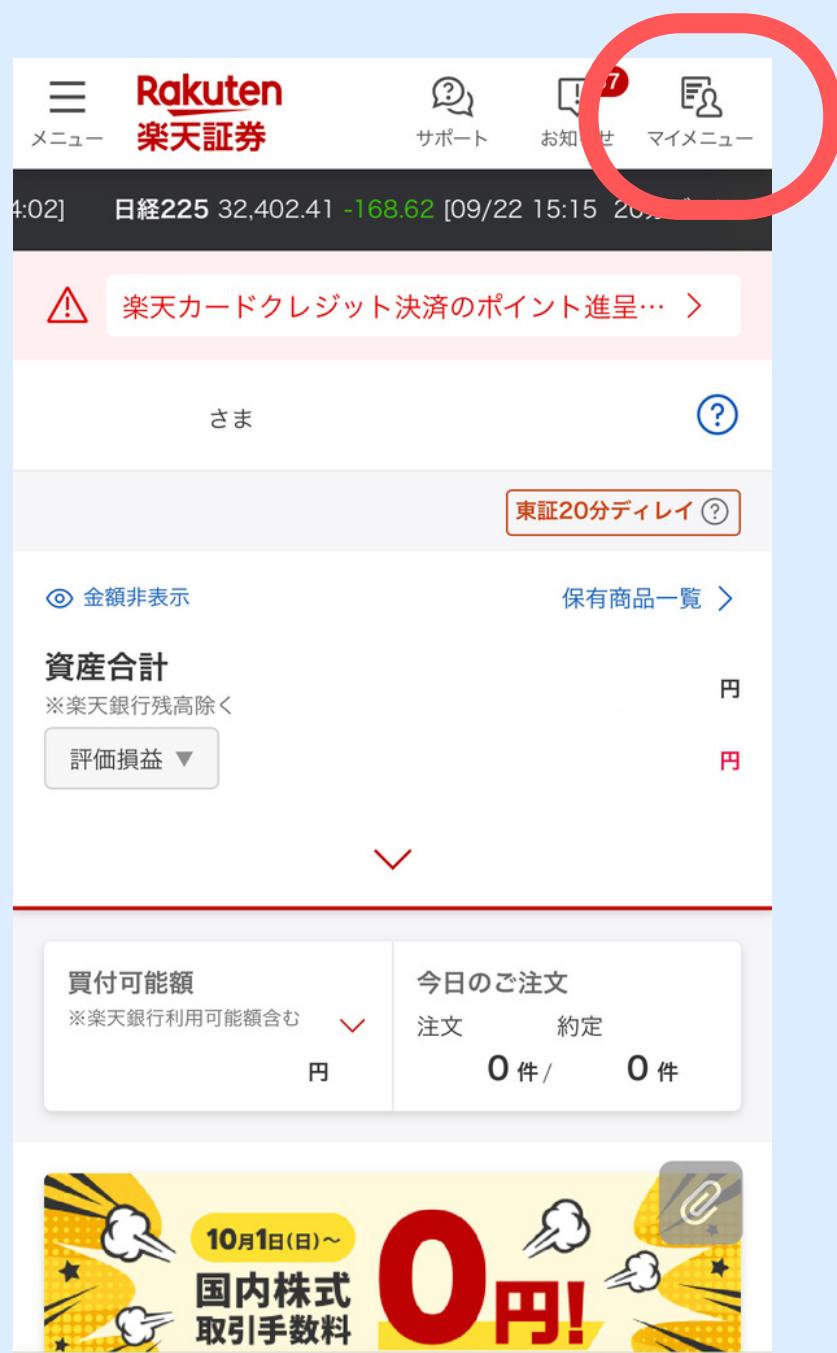 Rakuten
楽天証券
メニュー
サポート
お知 せ
マイメニュー
7
4:02] 日経225 32,402.41 -168.62 [09/22 15:15 2
楽天カードクレジット決済のポイント進呈…
さま
?
東証20分ディレイ ?
金額非表示
保有商品一覧
資産合計
円
※楽天銀行残高除く
評価損益 ▼
円
買付可能額
※楽天銀行利用可能額含む
円
今日のご注文
注文 約定
0 件 / 0 件
10月1日(日)~
国内株式
取引手数料
0円!